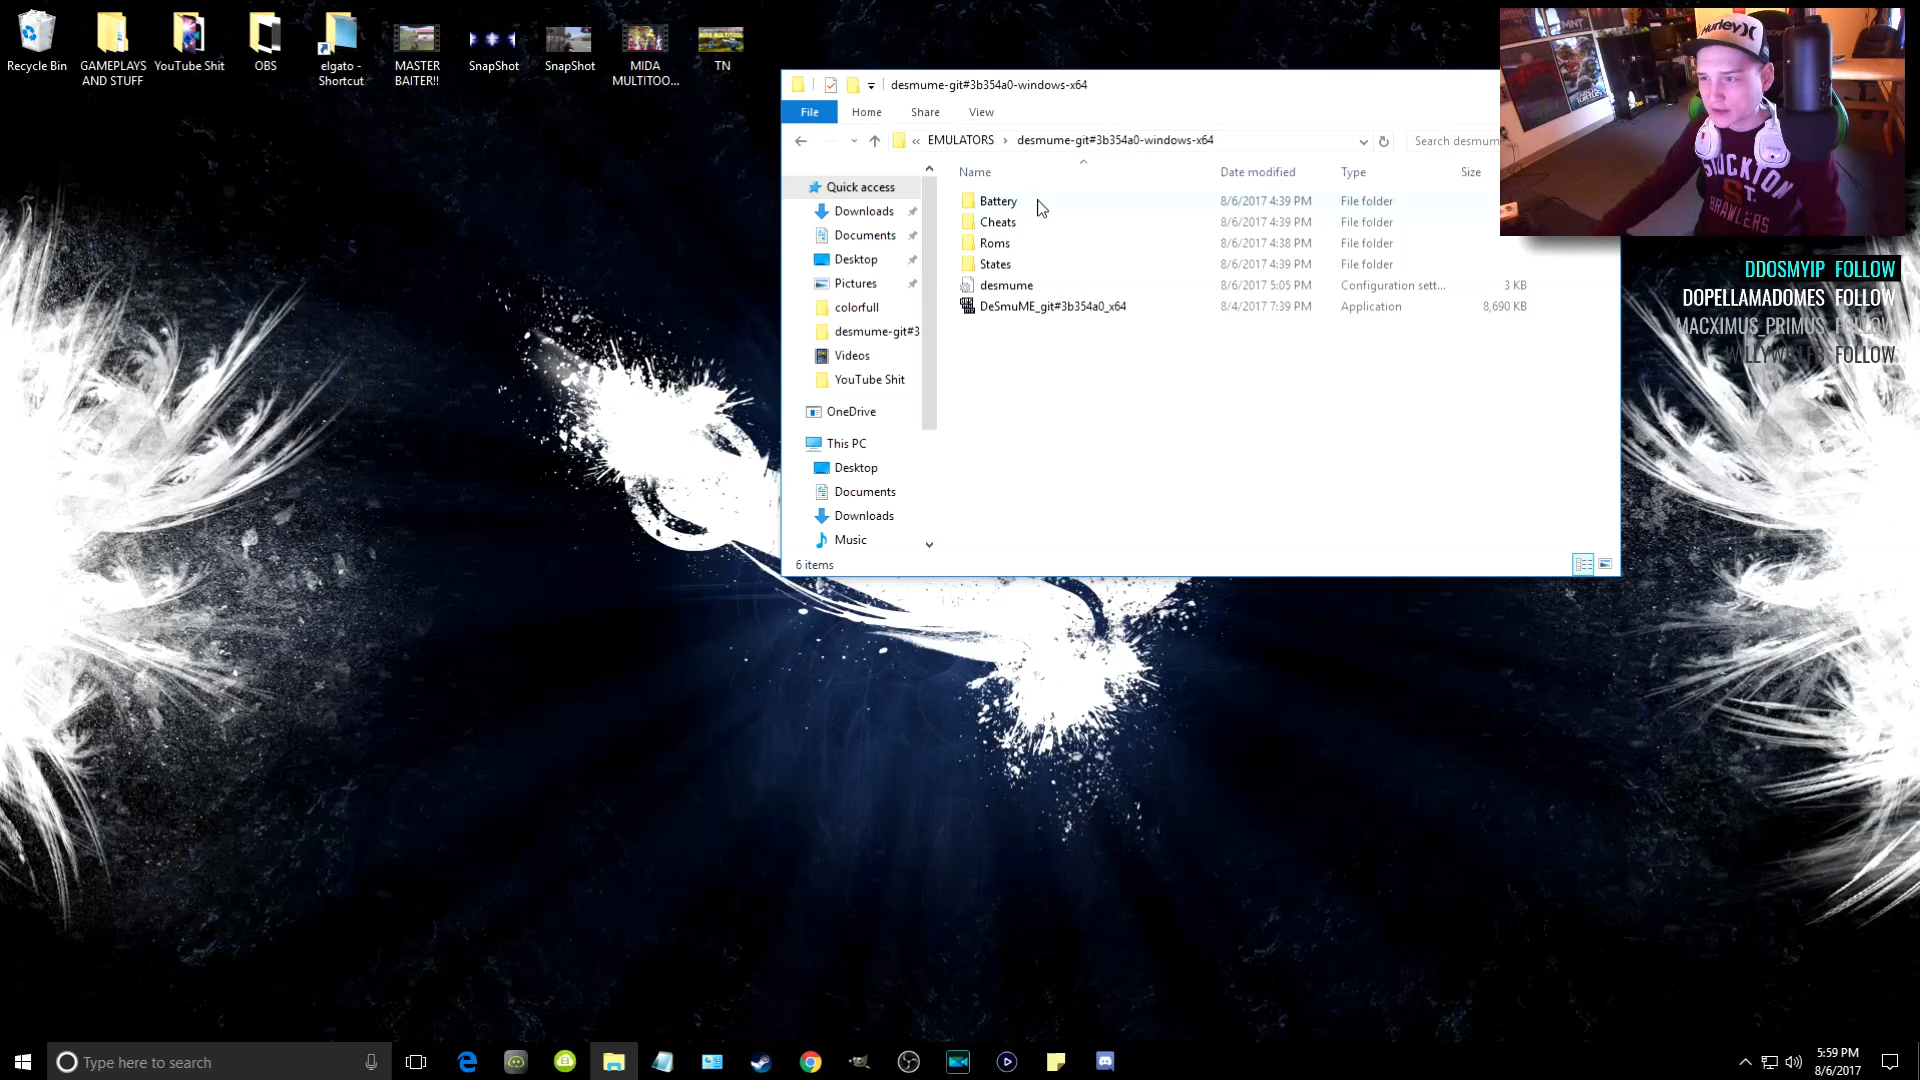 Recycle Bin
GAMEPLAYS AND STUFF
YouTube Shit
OBS
elgato - Shortcut
MASTER BAITER!!
SnapShot
SnapShot
MIDA MULTITOO...
TN
desmume-git#3b354a0-windows-x64
File
Home
Share
View
« EMULATORS › desmume-git#3b354a0-windows-x64
Search desmum
Name
Date modified
Type
Size
Quick access
Downloads
Documents
Desktop
Pictures
colorfull
desmume-git#3
Videos
YouTube Shit
OneDrive
This PC
Desktop
Documents
Downloads
Music
Battery 8/6/2017 4:39 PM File folder
Cheats 8/6/2017 4:39 PM File folder
Roms 8/6/2017 4:38 PM File folder
States 8/6/2017 4:39 PM File folder
desmume 8/6/2017 5:05 PM Configuration sett... 3 KB
DeSmuME_git#3b354a0_x64 8/4/2017 7:39 PM Application 8,690 KB
6 items
Hurley
STOCKTON
ST.
BRAWLERS
DDOSMYIP FOLLOW
DOPELLAMADOMES FOLLOW
MACXIMUS_PRIMUS FOLLOW
FOLLOW
Type here to search
5:59 PM
8/6/2017